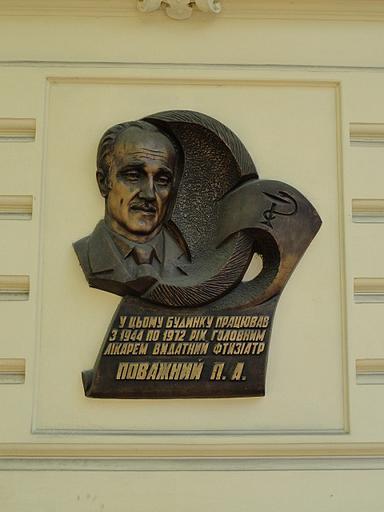 У ЦЬОМУ БУДИНКУ ПРАЦЮВАВ
З 1944 ПО 1972 РІК ГОЛОВНИМ
ЛІКАРЕМ ВИДАТНИЙ ФТИЗІАТР
ПОВАЖНИЙ П. А.